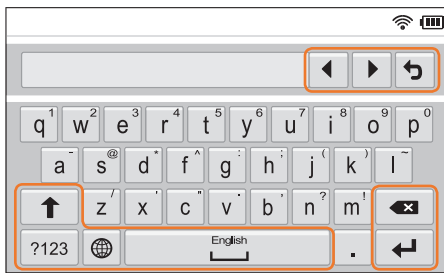 q 1 w 2 e 3 r 4 t 5 y 6 u 7 i 8 o 9 p 0
a - s @ d * f ^ g : h ; j ( k ) l ~
z / x ' c " v · b , n ? m !
?123 English .